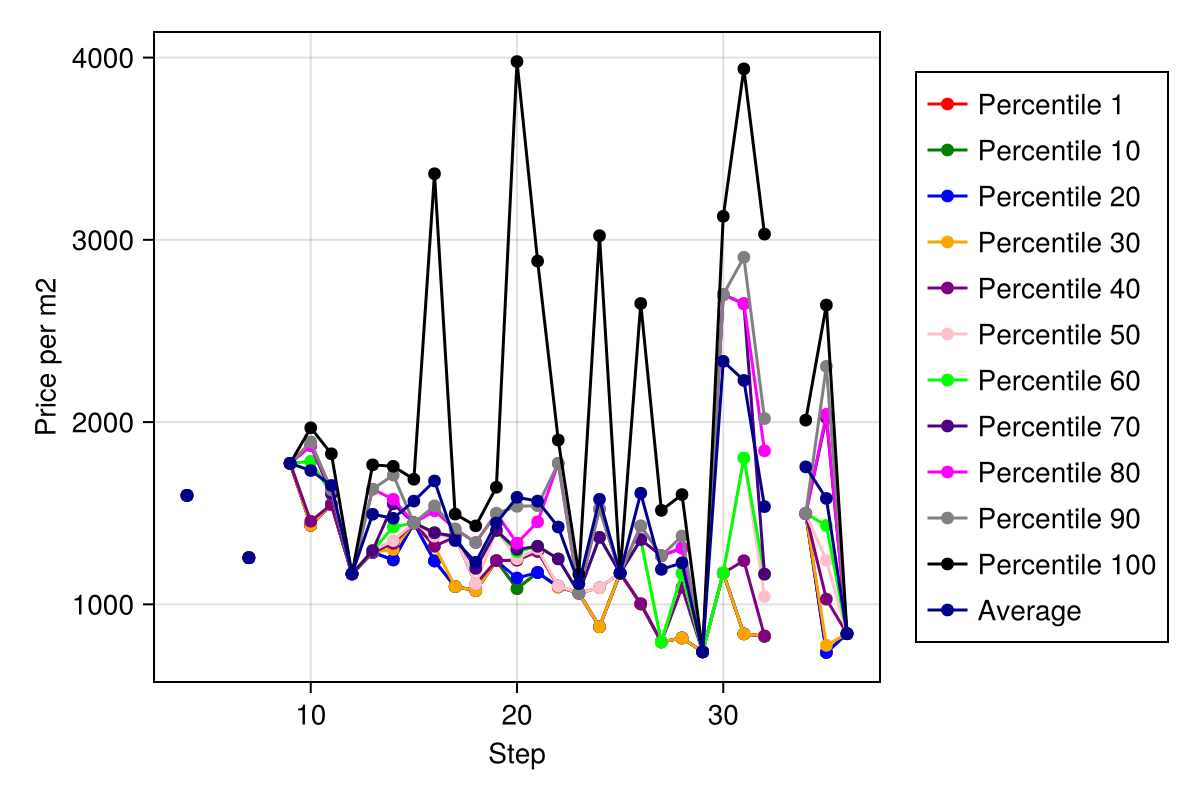 4000
3000
2000
1000
Price per m2
10
20
30
Step
Percentile 1
Percentile 10
Percentile 20
Percentile 30
Percentile 40
Percentile 50
Percentile 60
Percentile 70
Percentile 80
Percentile 90
Percentile 100
Average